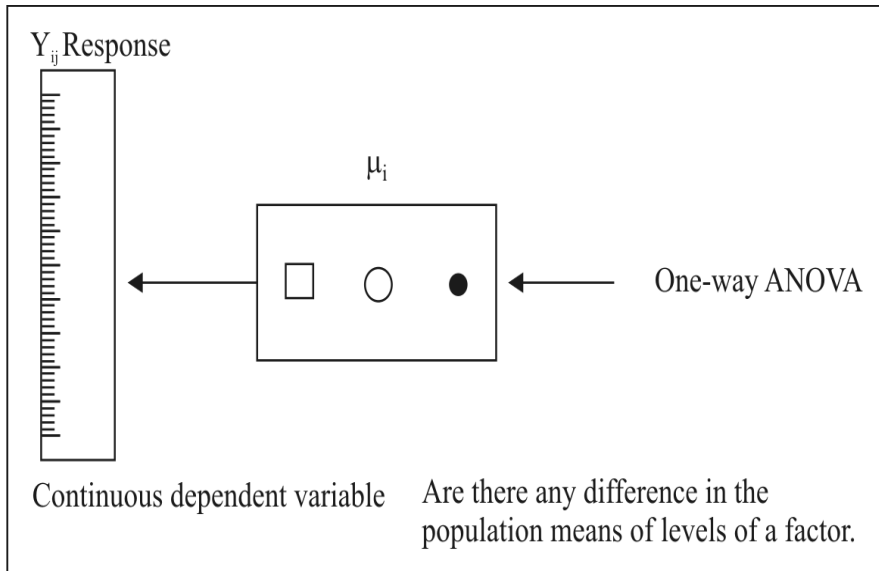 Y_ij Response
μ_i
One-way ANOVA
Continuous dependent variable
Are there any difference in the
population means of levels of a factor.